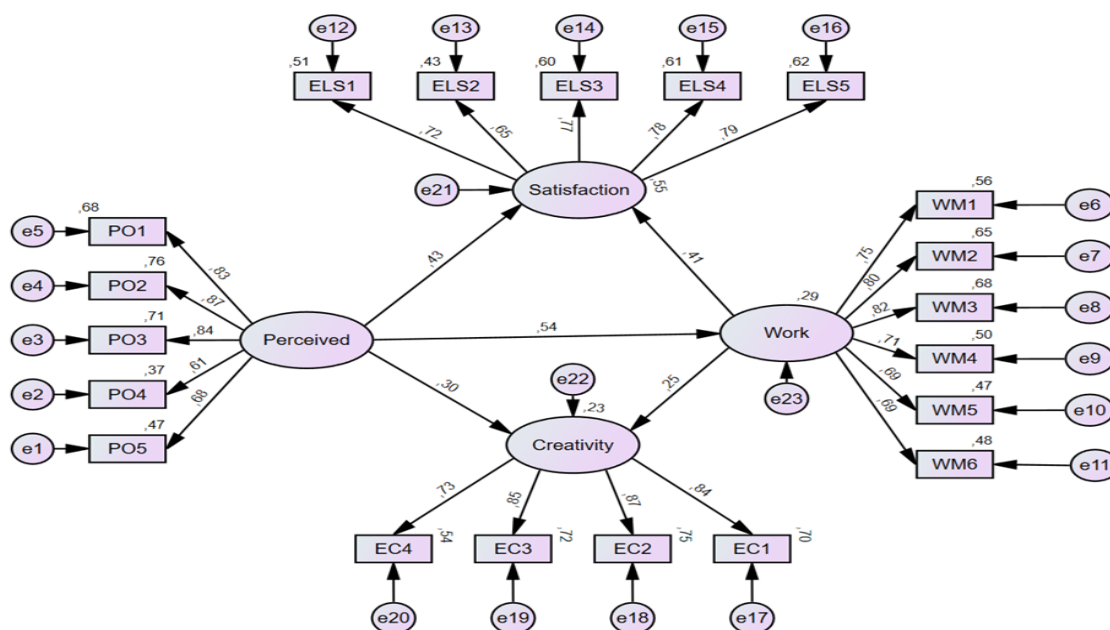 e12 e13 e14 e15 e16
,51 ,43 ,60 ,61 ,62
ELS1 ELS2 ELS3 ELS4 ELS5
,72 ,65 ,77 ,78 ,79
e21 Satisfaction ,55
,56
WM1 e6
,68
e5 PO1
,65
,75 WM2 e7
,76
e4 PO2 ,83
,43 ,41 ,80
,87
,29 ,68
,82 WM3 e8
,71
e3 PO3 ,84 Perceived ,54 Work
,50
,71 WM4 e9
,37
e2 PO4 ,61
,30 e22 ,25 ,69
e23
,47
WM5 e10
,68 ,69
,23
,47
e1 PO5 Creativity
,48
WM6 e11
,73 ,85 ,87 ,84
EC4 ,54 EC3 ,72 EC2 ,75 EC1 ,70
e20 e19 e18 e17